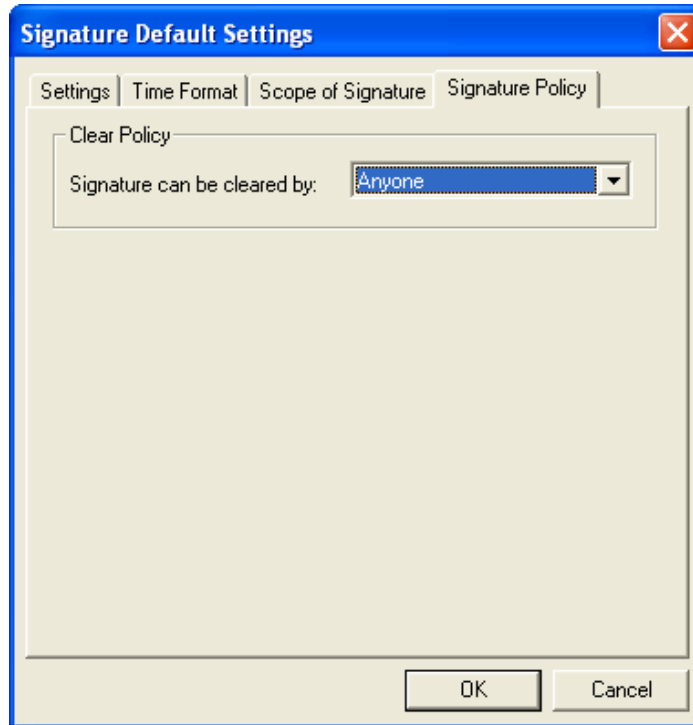 Signature Default Settings
Settings Time Format Scope of Signature Signature Policy
Clear Policy
Signature can be cleared by: Anyone
OK Cancel